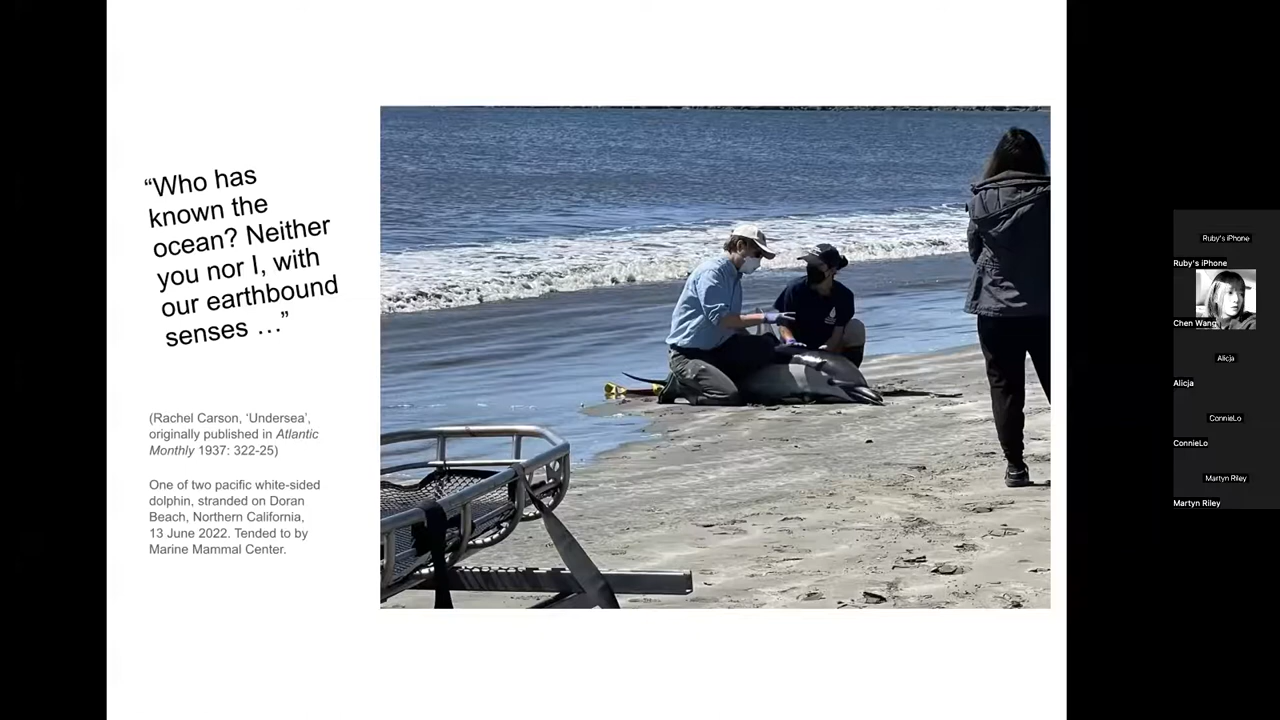 “Who has
known the
ocean? Neither
you nor I, with
our earthbound
senses …”
(Rachel Carson, ‘Undersea’,
originally published in Atlantic
Monthly 1937: 322-25)
One of two pacific white-sided
dolphin, stranded on Doran
Beach, Northern California,
13 June 2022. Tended to by
Marine Mammal Center.
Ruby's iPhone
Ruby's iPhone
Chen Wang
Alicja
Alicja
ConnieLo
ConnieLo
Martyn Riley
Martyn Riley